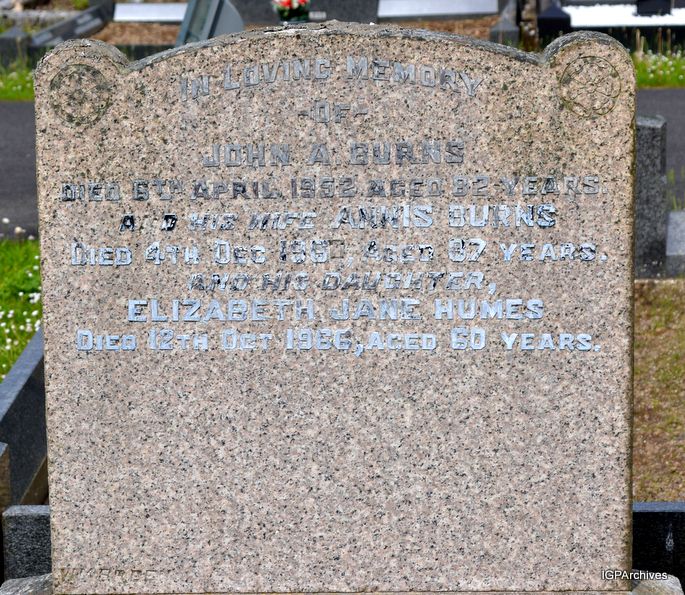 IN LOVING MEMORY
-OF-
JOHN A. BURNS
DIED 6TH APRIL 1952 AGED 82 YEARS.
AND HIS WIFE ANNIS BURNS
DIED 4TH DEC AGED 87 YEARS.
AND HIS DAUGHTER,
ELIZABETH JANE HUMES
DIED 12TH OCT 1966, AGED 60 YEARS.
IGPArchives